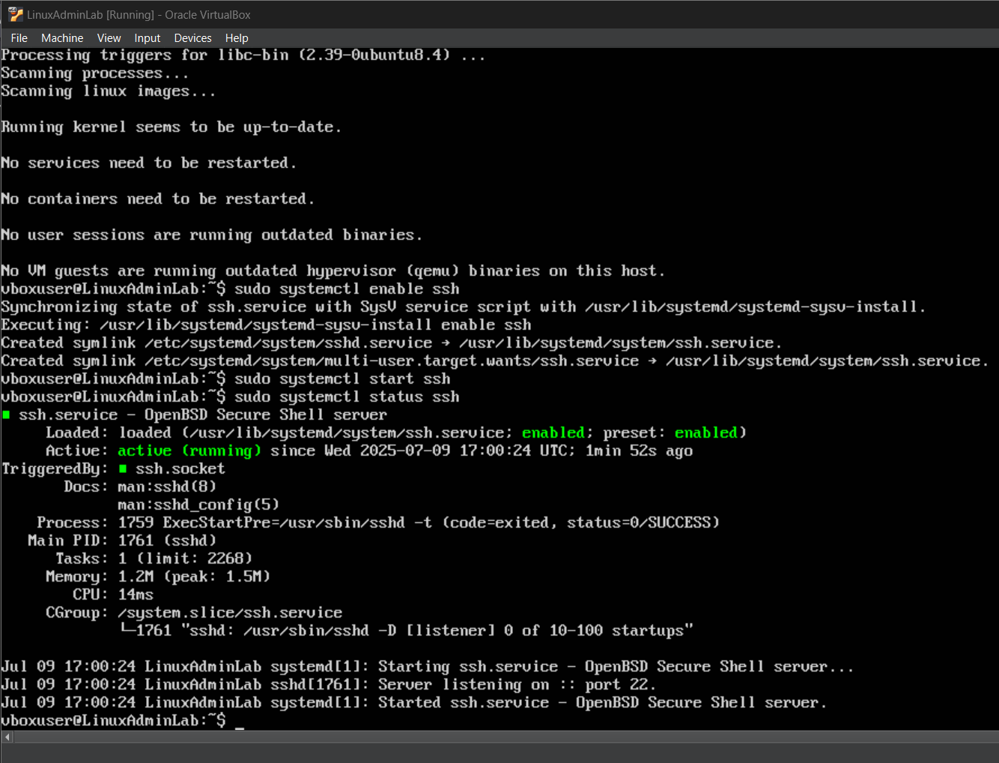 LinuxAdminLab [Running] - Oracle VirtualBox
File Machine View Input Devices Help
Processing triggers for libc-bin (2.39-0ubuntu8.4) ...
Scanning processes...
Scanning linux images...
Running kernel seems to be up-to-date.
No services need to be restarted.
No containers need to be restarted.
No user sessions are running outdated binaries.
No VM guests are running outdated hypervisor (qemu) binaries on this host.
vboxuser@LinuxAdminLab:~$ sudo systemctl enable ssh
Synchronizing state of ssh.service with SysV service script with /usr/lib/systemd/systemd-sysv-install.
Executing: /usr/lib/systemd/systemd-sysv-install enable ssh
Created symlink /etc/systemd/system/sshd.service → /usr/lib/systemd/system/ssh.service.
Created symlink /etc/systemd/system/multi-user.target.wants/ssh.service → /usr/lib/systemd/system/ssh.service.
vboxuser@LinuxAdminLab:~$ sudo systemctl start ssh
vboxuser@LinuxAdminLab:~$ sudo systemctl status ssh
■ ssh.service - OpenBSD Secure Shell server
     Loaded: loaded (/usr/lib/systemd/system/ssh.service; enabled; preset: enabled)
     Active: active (running) since Wed 2025-07-09 17:00:24 UTC; 1min 52s ago
TriggeredBy: ■ ssh.socket
       Docs: man:sshd(8)
             man:sshd_config(5)
    Process: 1759 ExecStartPre=/usr/sbin/sshd -t (code=exited, status=0/SUCCESS)
   Main PID: 1761 (sshd)
      Tasks: 1 (limit: 2268)
     Memory: 1.2M (peak: 1.5M)
        CPU: 14ms
     CGroup: /system.slice/ssh.service
             └─1761 "sshd: /usr/sbin/sshd -D [listener] 0 of 10-100 startups"
Jul 09 17:00:24 LinuxAdminLab systemd[1]: Starting ssh.service - OpenBSD Secure Shell server...
Jul 09 17:00:24 LinuxAdminLab sshd[1761]: Server listening on :: port 22.
Jul 09 17:00:24 LinuxAdminLab systemd[1]: Started ssh.service - OpenBSD Secure Shell server.
vboxuser@LinuxAdminLab:~$ _